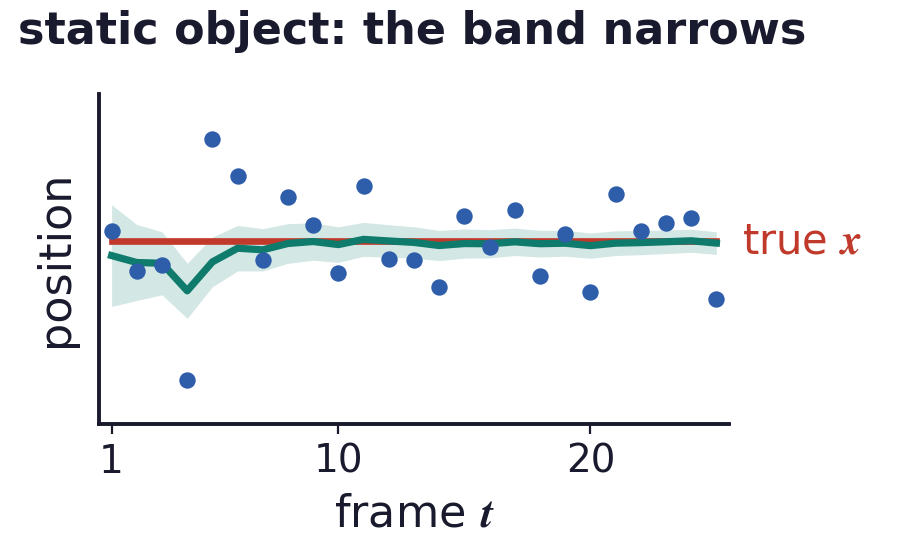 static object: the band narrows
position
true x
1 10 20
frame t